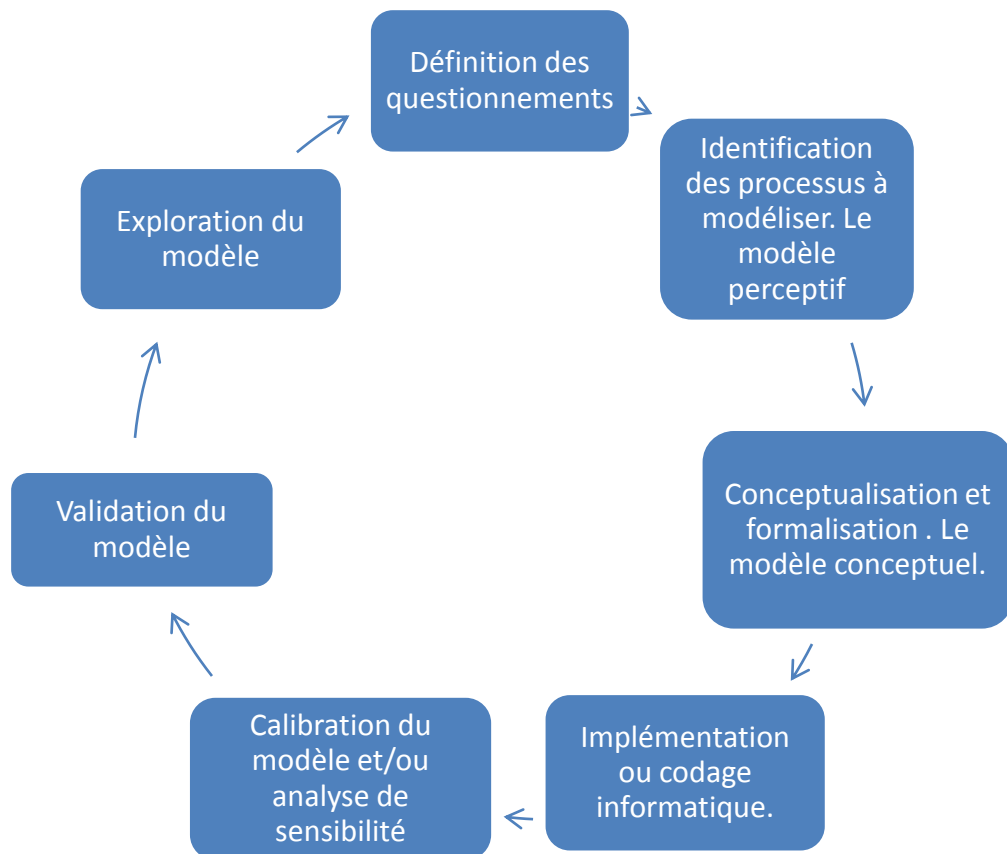 Définition des
questionnements
Identification
des processus à
modéliser. Le
modèle
perceptif
Conceptualisation et
formalisation . Le
modèle conceptuel.
Implémentation
ou codage
informatique.
Calibration du
modèle et/ou
analyse de
sensibilité
Validation du
modèle
Exploration du
modèle